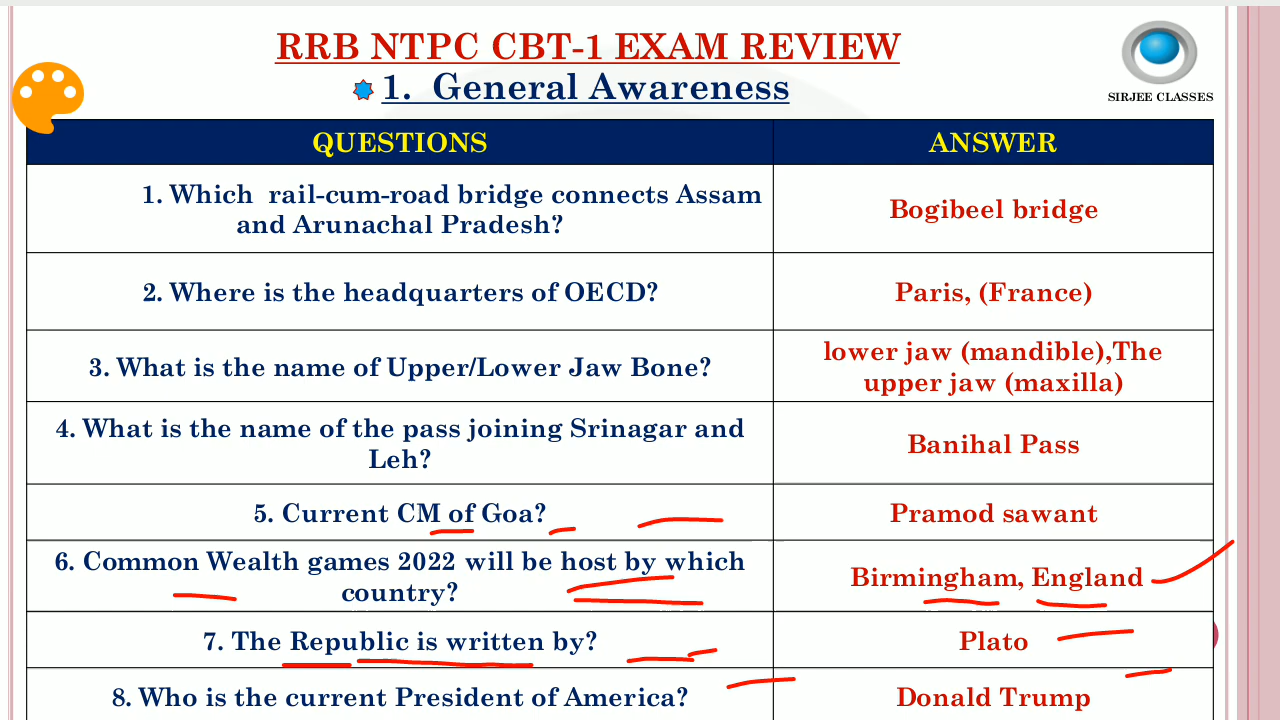 RRB NTPC CBT-1 EXAM REVIEW
1. General Awareness
SIRJEE CLASSES
QUESTIONS
ANSWER
1. Which rail-cum-road bridge connects Assam
and Arunachal Pradesh?
Bogibeel bridge
2. Where is the headquarters of OECD?
Paris, (France)
3. What is the name of Upper/Lower Jaw Bone?
lower jaw (mandible),The
upper jaw (maxilla)
4. What is the name of the pass joining Srinagar and
Leh?
Banihal Pass
5. Current CM of Goa?
Pramod sawant
6. Common Wealth games 2022 will be host by which
country?
Birmingham, England
7. The Republic is written by?
Plato
8. Who is the current President of America?
Donald Trump